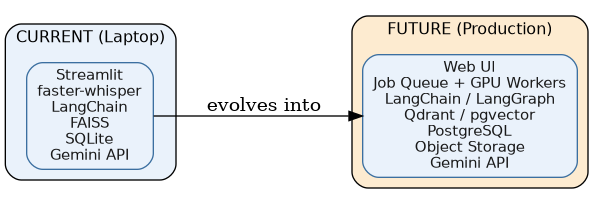 CURRENT (Laptop)
Streamlit
faster-whisper
LangChain
FAISS
SQLite
Gemini API
evolves into
FUTURE (Production)
Web UI
Job Queue + GPU Workers
LangChain / LangGraph
Qdrant / pgvector
PostgreSQL
Object Storage
Gemini API